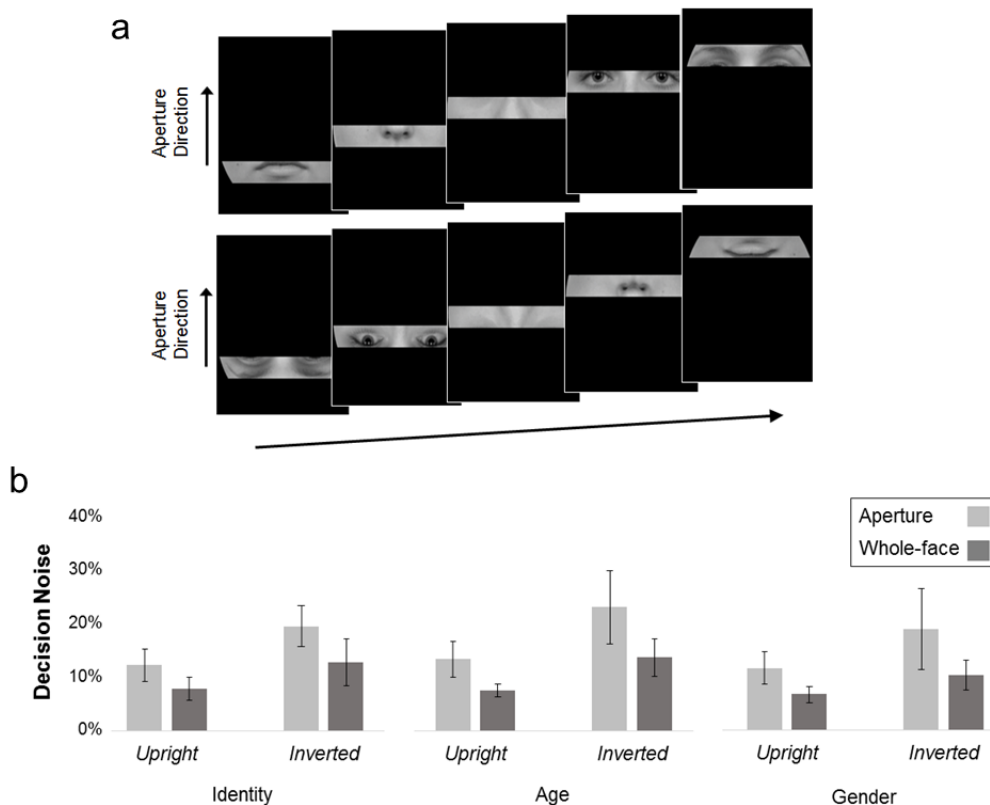 a
Aperture
Direction
Aperture
Direction
b
40%
30%
20%
10%
0%
Decision Noise
Aperture
Whole-face
Upright
Inverted
Upright
Inverted
Upright
Inverted
Identity
Age
Gender